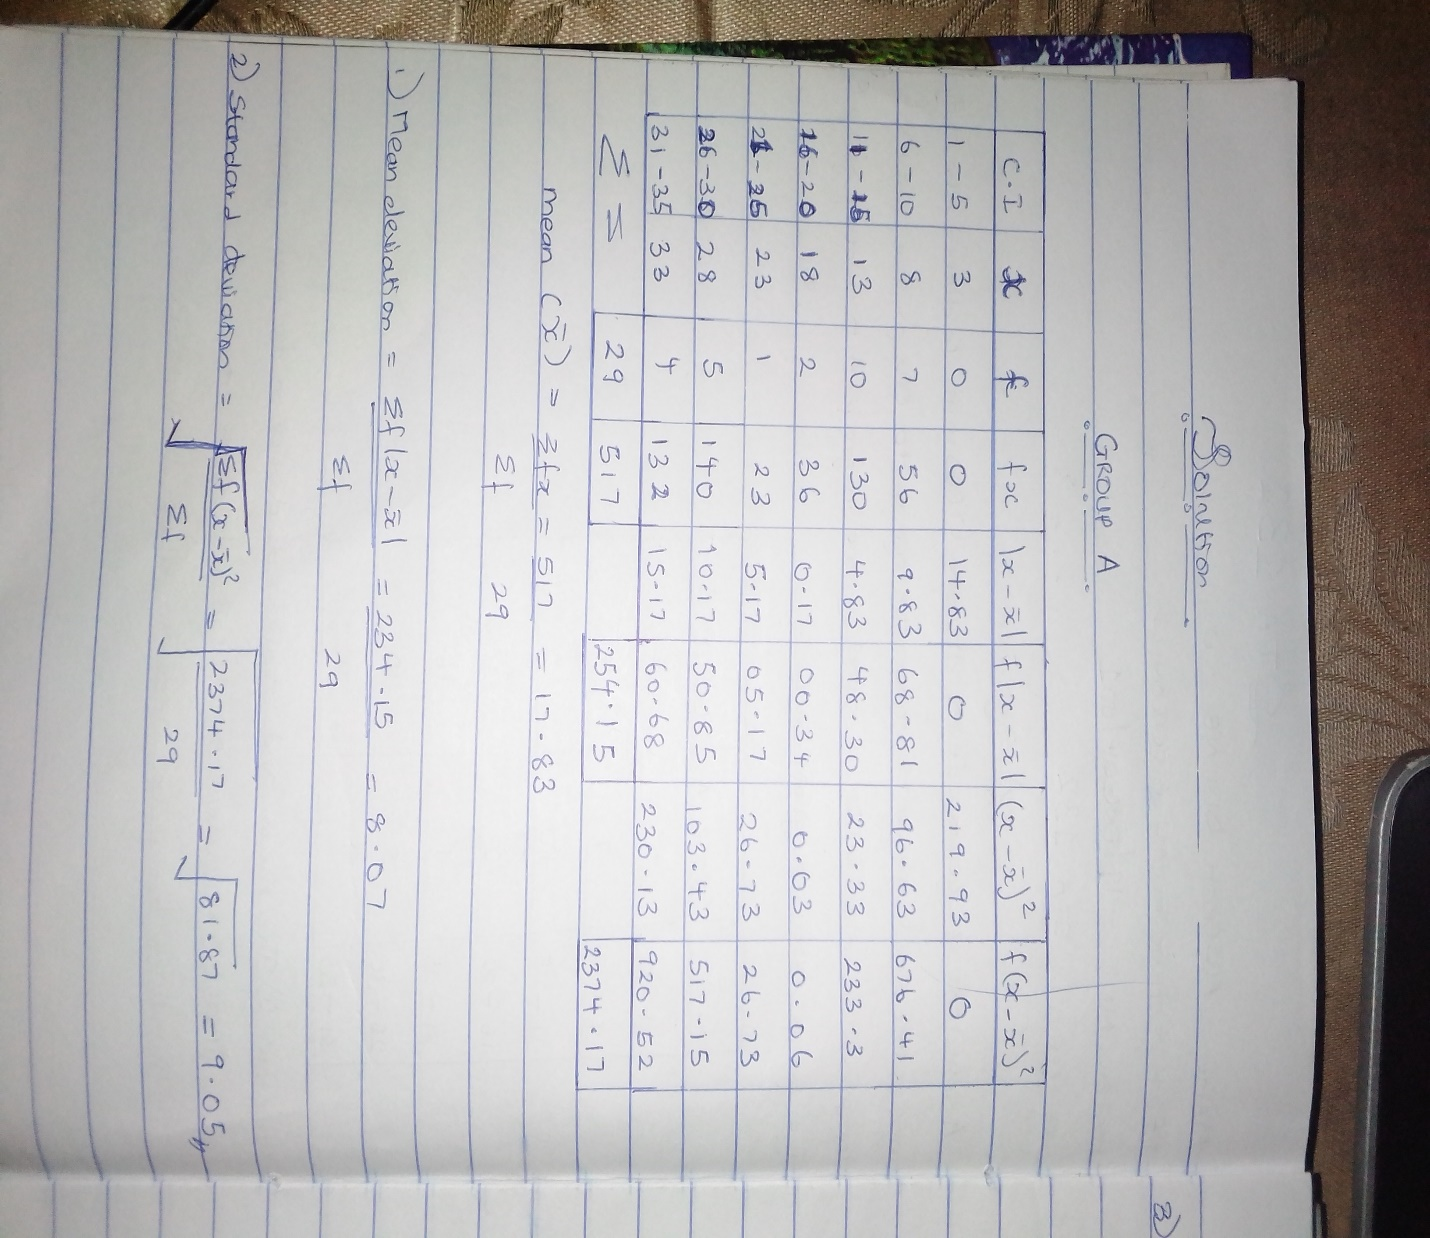 Solution
GROUP A
C.I x f fx |x-x̄| f|x-x̄| (x-x̄)² f(x-x̄)²
1-5 3 0 0 14.83 0 219.93 0
6-10 8 7 56 9.83 68.81 96.63 676.41
11-15 13 10 130 4.83 48.30 23.33 233.3
16-20 18 2 36 0.17 00.34 0.03 0.06
21-25 23 1 23 5.17 05.17 26.73 26.73
26-30 28 5 140 10.17 50.85 103.43 517.15
31-35 33 4 132 15.17 60.68 230.13 920.52
Σ = 29 517 254.15 2374.17
mean (x̄) = Σfx/Σf = 517/29 = 17.83
1.) Mean deviation = Σf|x-x̄|/Σf = 234.15/29 = 8.07
2) Standard deviation = √Σf(x-x̄)²/Σf = √2374.17/29 = √81.87 = 9.05,,
3)